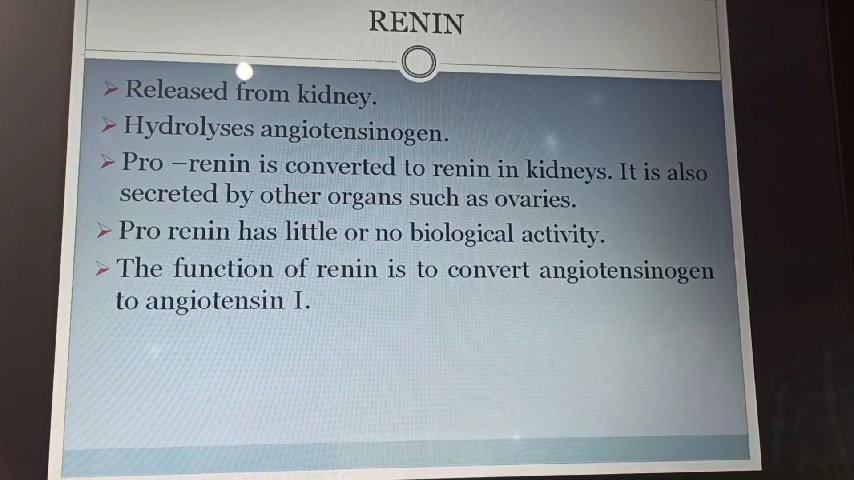 RENIN
Released from kidney.
Hydrolyses angiotensinogen.
Pro –renin is converted to renin in kidneys. It is also
secreted by other organs such as ovaries.
Pro renin has little or no biological activity.
The function of renin is to convert angiotensinogen
to angiotensin I.